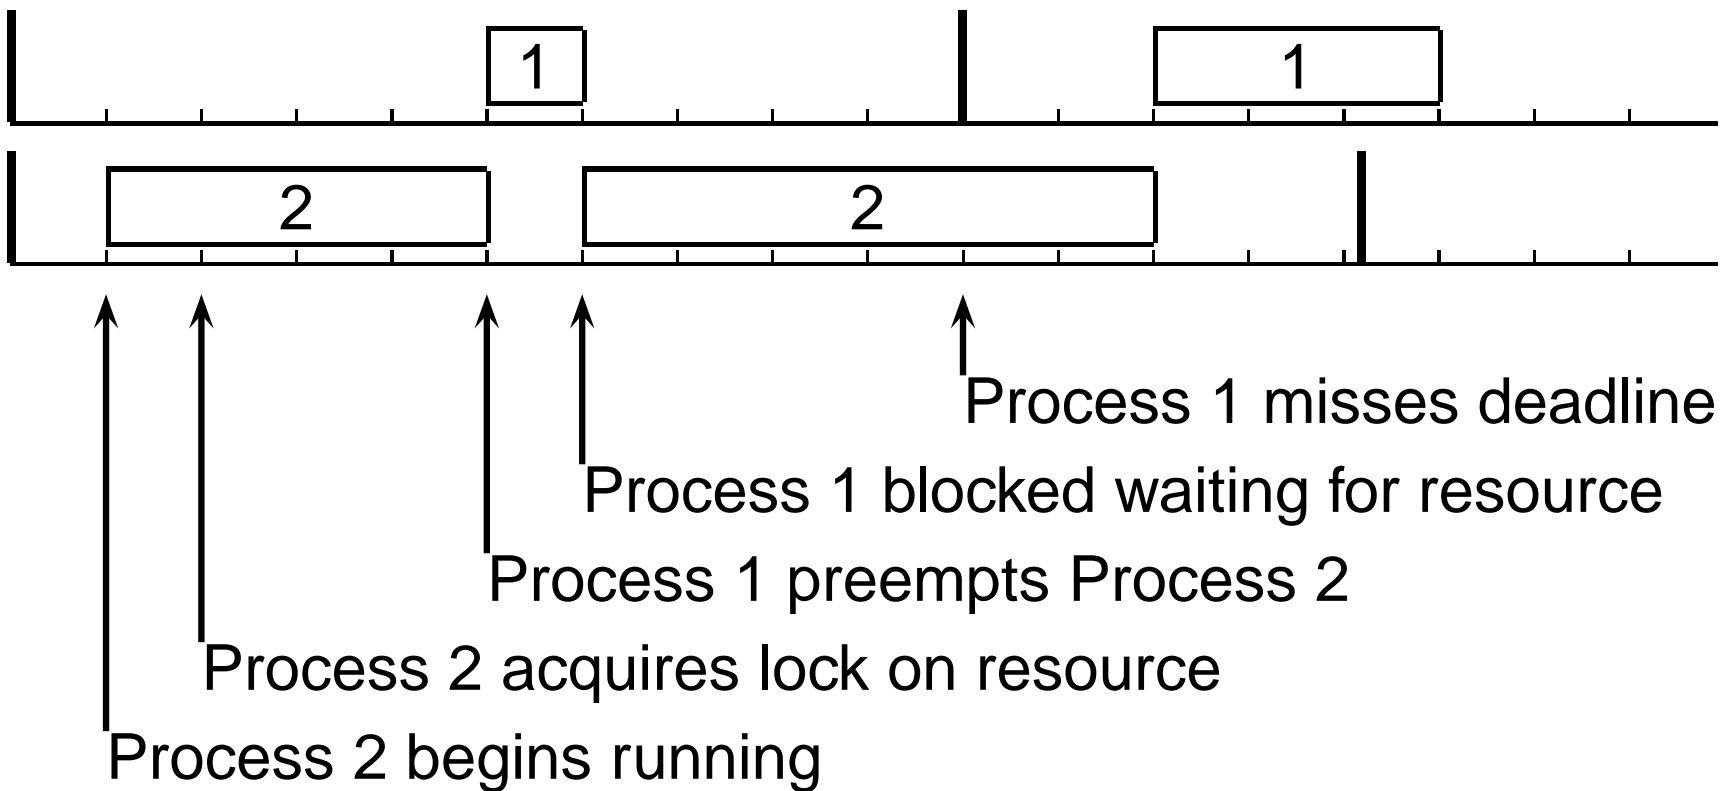 1
1
2
2
Process 1 misses deadline
Process 1 blocked waiting for resource
Process 1 preempts Process 2
Process 2 acquires lock on resource
Process 2 begins running